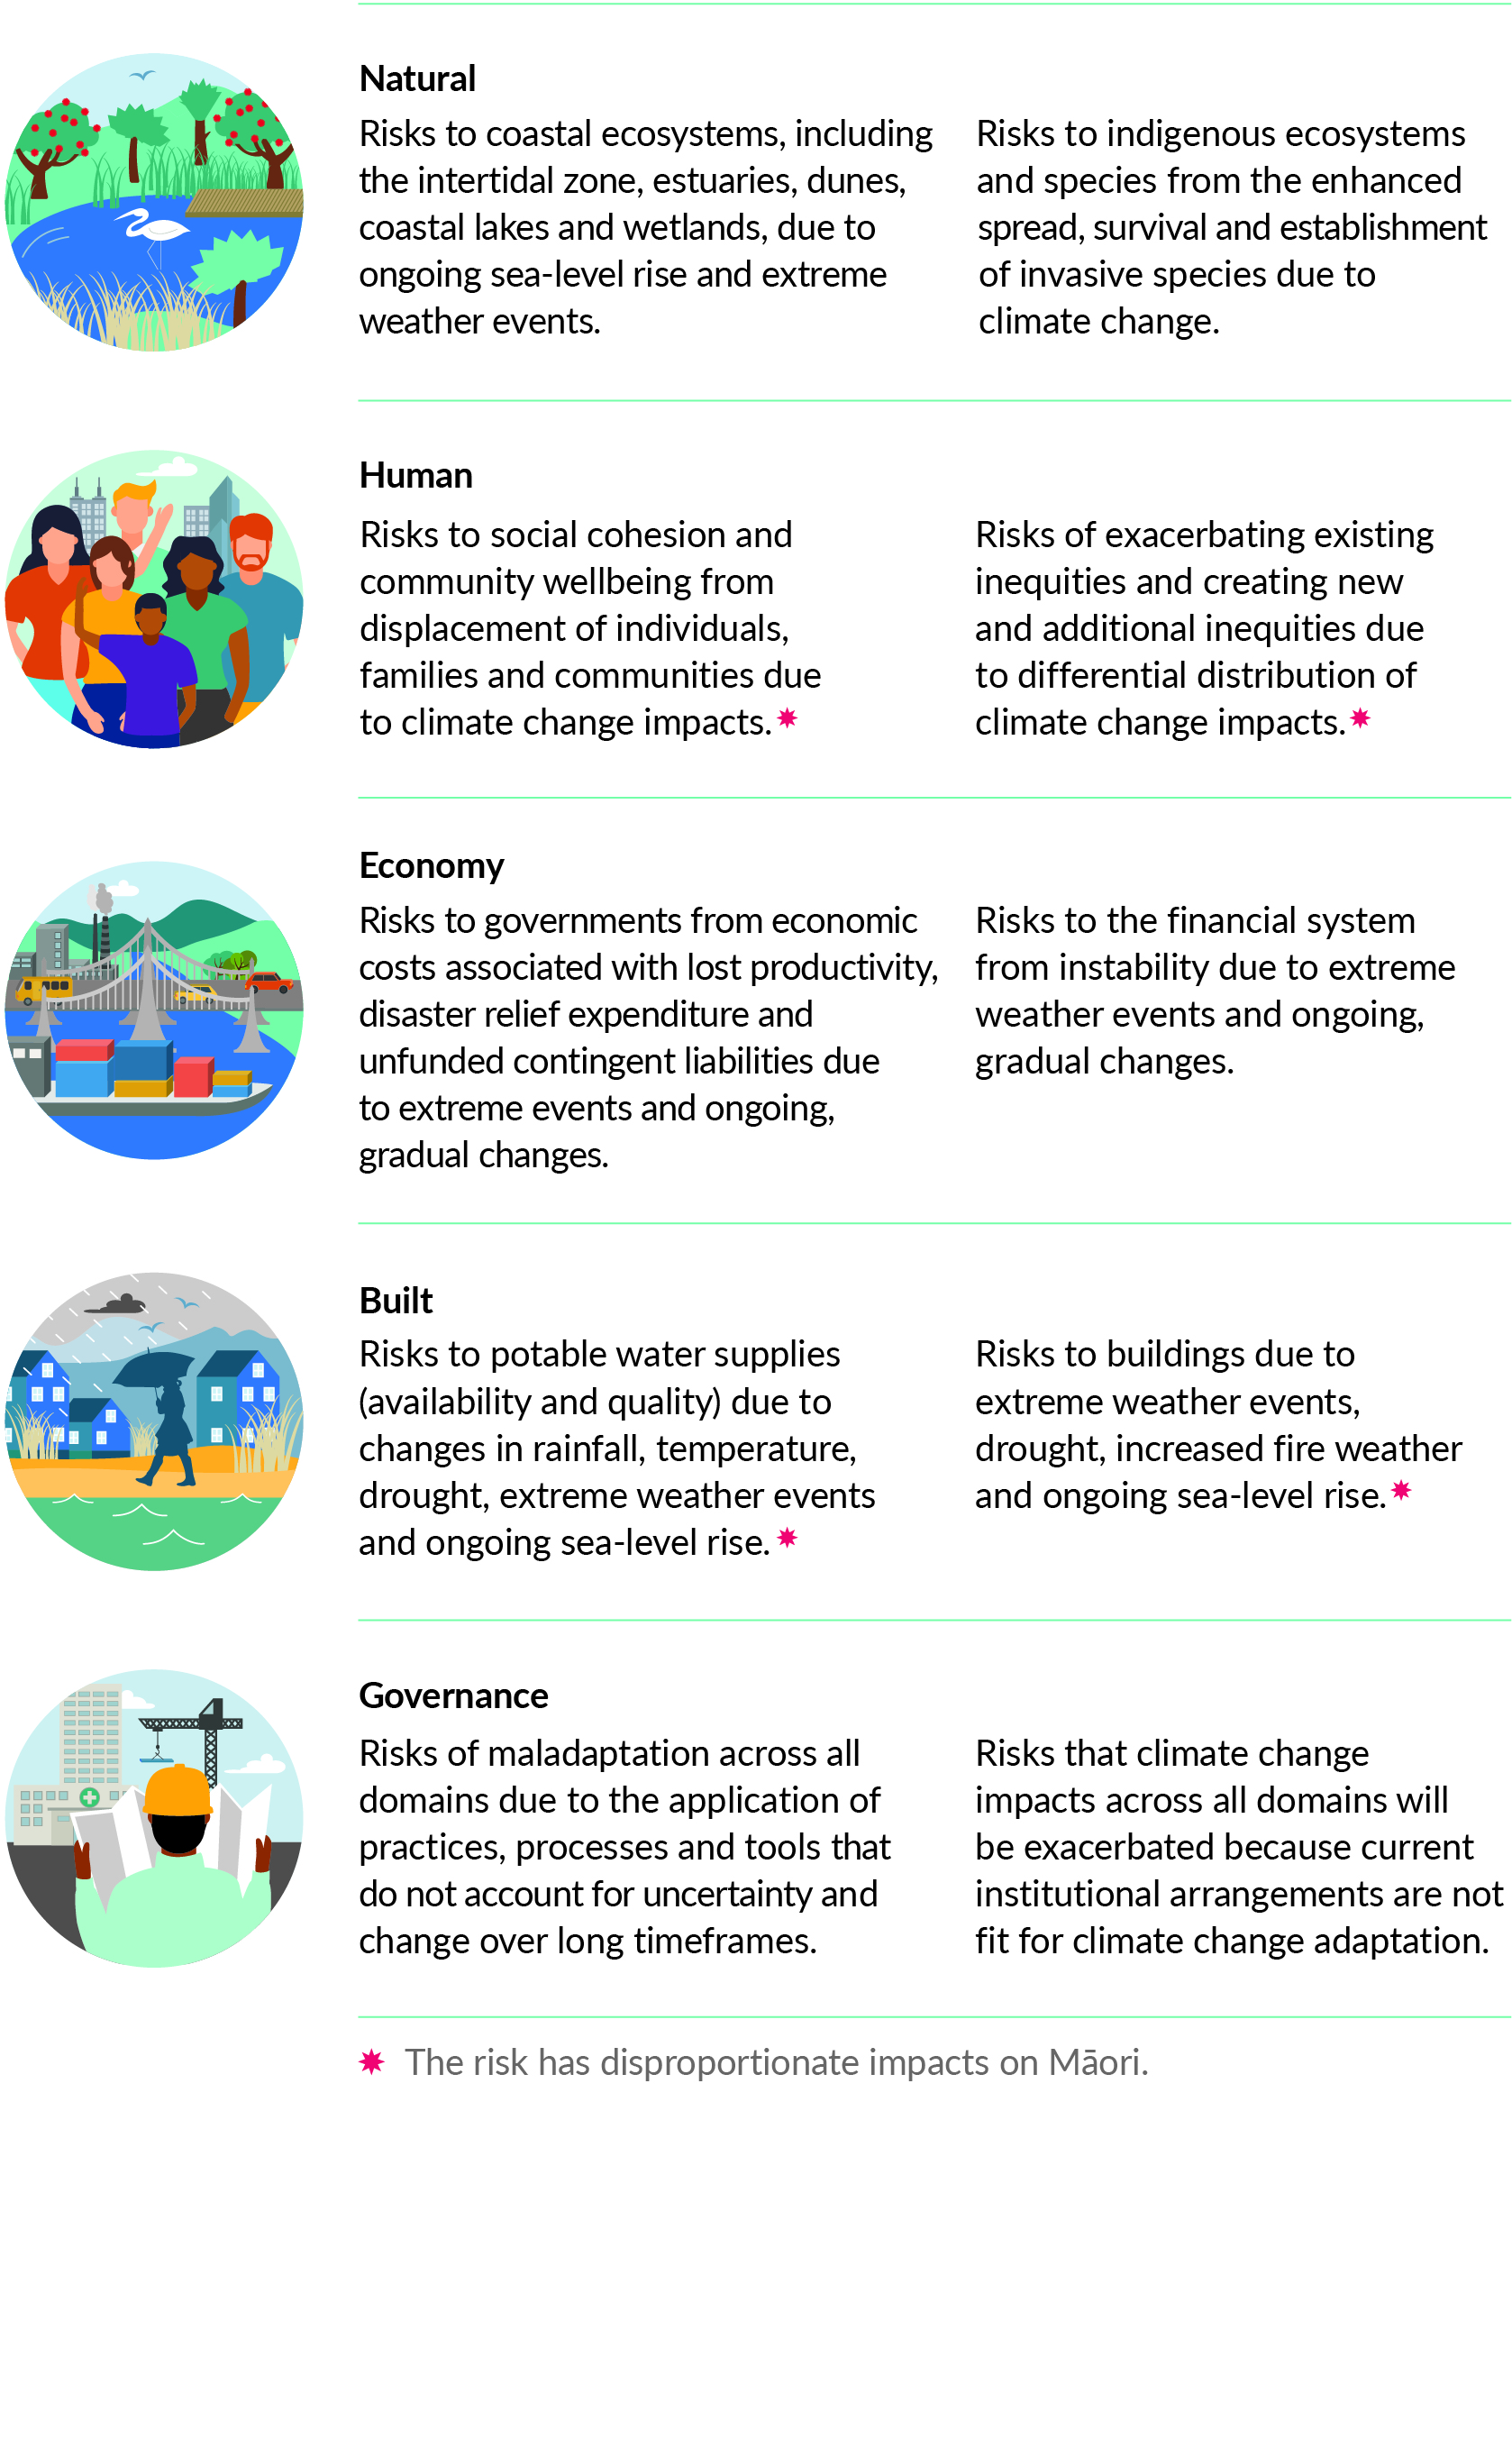 Natural
Risks to coastal ecosystems, including
the intertidal zone, estuaries, dunes,
coastal lakes and wetlands, due to
ongoing sea-level rise and extreme
weather events.
Risks to indigenous ecosystems
and species from the enhanced
spread, survival and establishment
of invasive species due to
climate change.
Human
Risks to social cohesion and
community wellbeing from
displacement of individuals,
families and communities due
to climate change impacts.
Risks of exacerbating existing
inequities and creating new
and additional inequities due
to differential distribution of
climate change impacts.
Economy
Risks to governments from economic
costs associated with lost productivity,
disaster relief expenditure and
unfunded contingent liabilities due
to extreme events and ongoing,
gradual changes.
Risks to the financial system
from instability due to extreme
weather events and ongoing,
gradual changes.
Built
Risks to potable water supplies
(availability and quality) due to
changes in rainfall, temperature,
drought, extreme weather events
and ongoing sea-level rise.
Risks to buildings due to
extreme weather events,
drought, increased fire weather
and ongoing sea-level rise.
Governance
Risks of maladaptation across all
domains due to the application of
practices, processes and tools that
do not account for uncertainty and
change over long timeframes.
Risks that climate change
impacts across all domains will
be exacerbated because current
institutional arrangements are not
fit for climate change adaptation.
The risk has disproportionate impacts on Māori.